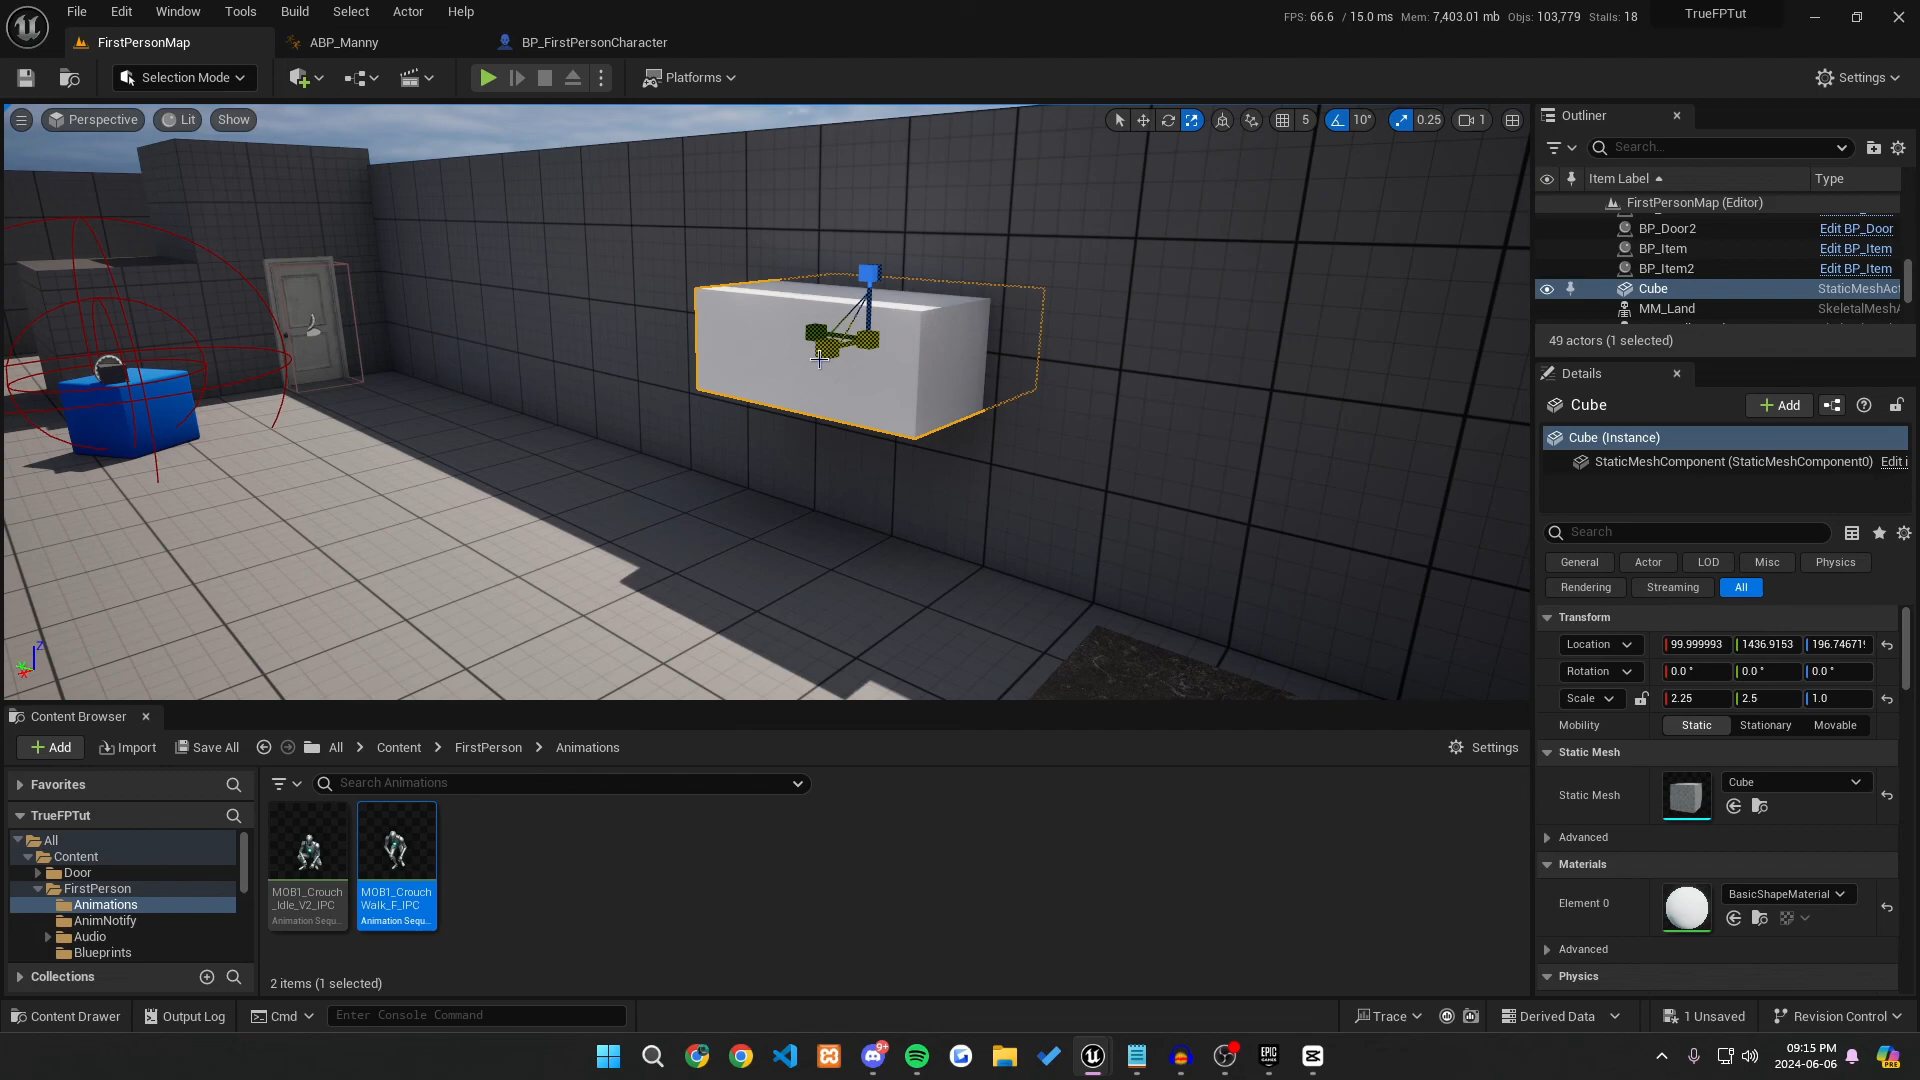 File Edit Window Tools Build Select Actor Help
FPS: 66.6 / 15.0 ms Mem: 7,403.01 mb Objs: 103,779 Stalls: 18
TrueFPTut
FirstPersonMap
ABP_Manny
BP_FirstPersonCharacter
Selection Mode
Platforms
Settings
Perspective
Lit
Show
5
10°
0.25
1
Z
Outliner
Search...
Item Label
Type
FirstPersonMap (Editor)
BP_Door2 Edit BP_Door
BP_Item Edit BP_Item
BP_Item2 Edit BP_Item
Cube StaticMeshAct
MM_Land SkeletalMeshA
49 actors (1 selected)
Details
Cube
Add
Cube (Instance)
StaticMeshComponent (StaticMeshComponent0) Edit i
Search
General Actor LOD Misc Physics
Rendering Streaming All
Transform
Location 99.999993 1436.9153 196.74671
Rotation 0.0 ° 0.0 ° 0.0 °
Scale 2.25 2.5 1.0
Mobility Static Stationary Movable
Static Mesh
Static Mesh Cube
Advanced
Materials
Element 0 BasicShapeMaterial
Advanced
Physics
Content Browser
Add Import Save All All Content FirstPerson Animations Settings
Favorites
Search Animations
TrueFPTut
All
Content
Door
FirstPerson
Animations
AnimNotify
Audio
Blueprints
Collections
MOB1_Crouch
_Idle_V2_IPC
Animation Sequ...
MOB1_Crouch
Walk_F_IPC
Animation Sequ...
2 items (1 selected)
Content Drawer Output Log Cmd Enter Console Command
Trace Derived Data 1 Unsaved Revision Control
9+
EPIC
GAMES
09:15 PM
2024-06-06
PRE